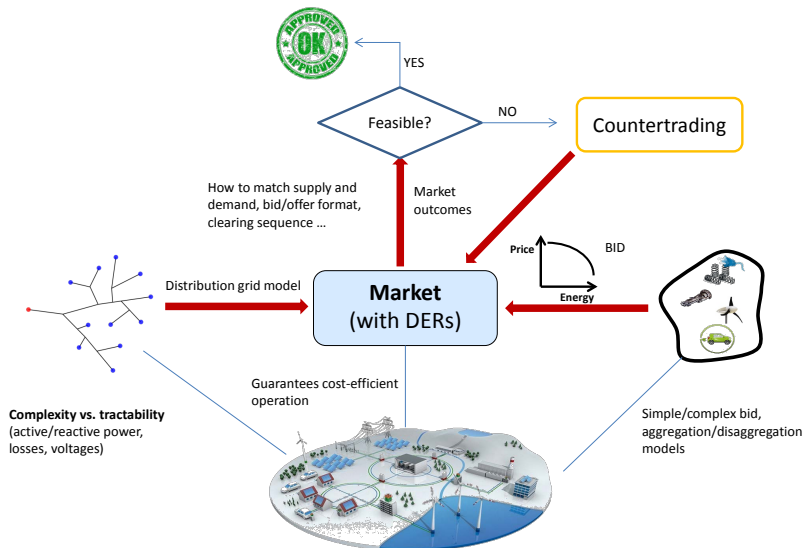 APPROVED
OK
APPROVED
YES
Feasible?
NO
Countertrading
How to match supply and
demand, bid/offer format,
clearing sequence ...
Market
outcomes
Price
BID
Energy
Distribution grid model
Market
(with DERs)
Guarantees cost-efficient
operation
Complexity vs. tractability
(active/reactive power,
losses, voltages)
Simple/complex bid,
aggregation/disaggregation
models